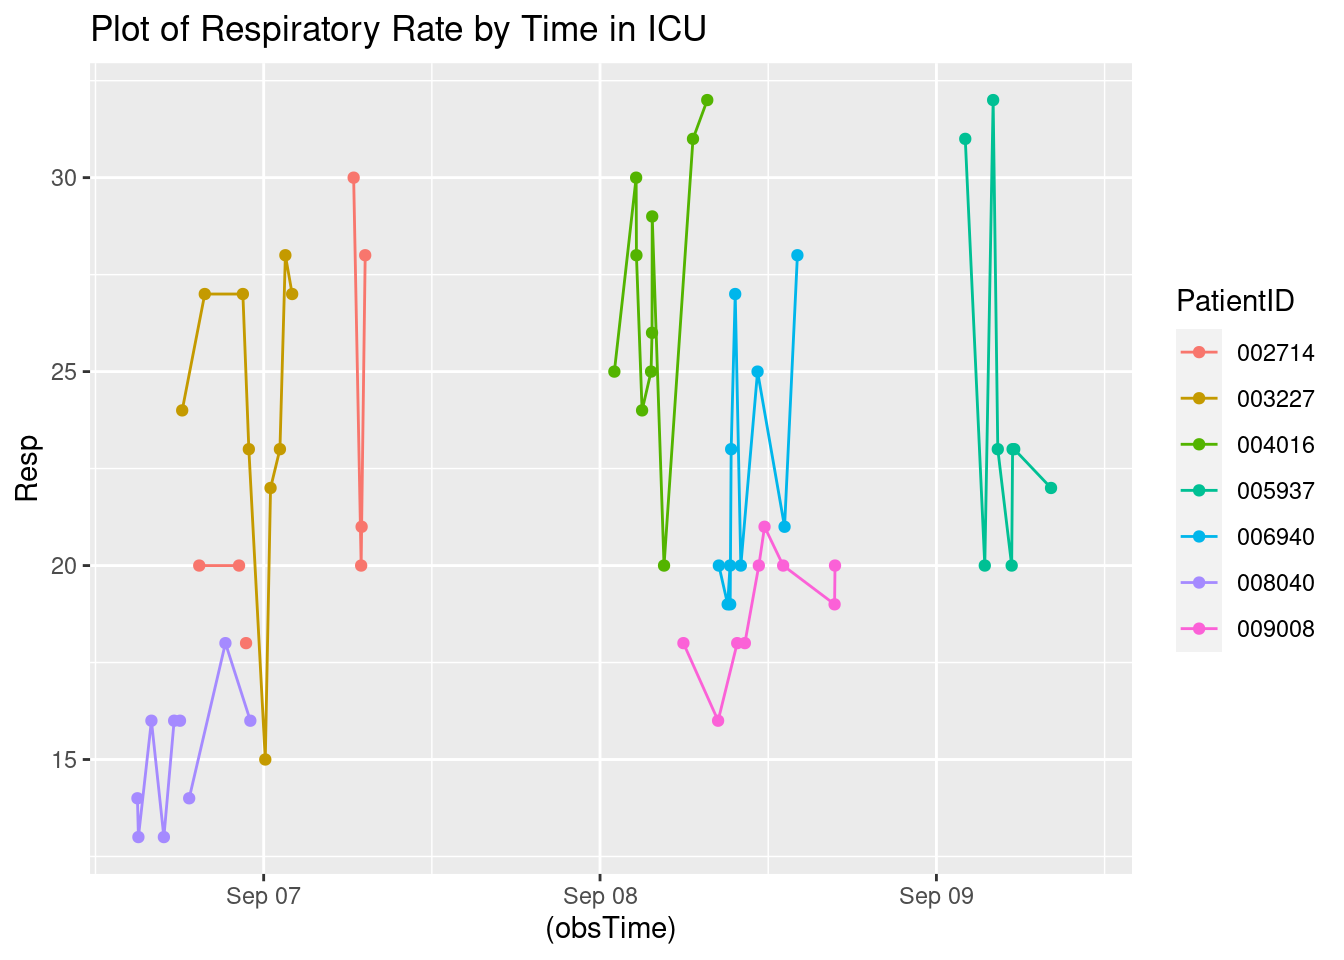 Plot of Respiratory Rate by Time in ICU
30
25
20
15
Resp
Sep 07
Sep 08
Sep 09
(obsTime)
PatientID
002714
003227
004016
005937
006940
008040
009008